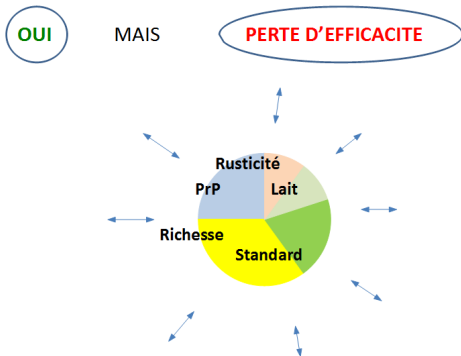 OUI MAIS PERTE D'EFFICACITE
Rusticité
PrP Lait
Richesse
Standard